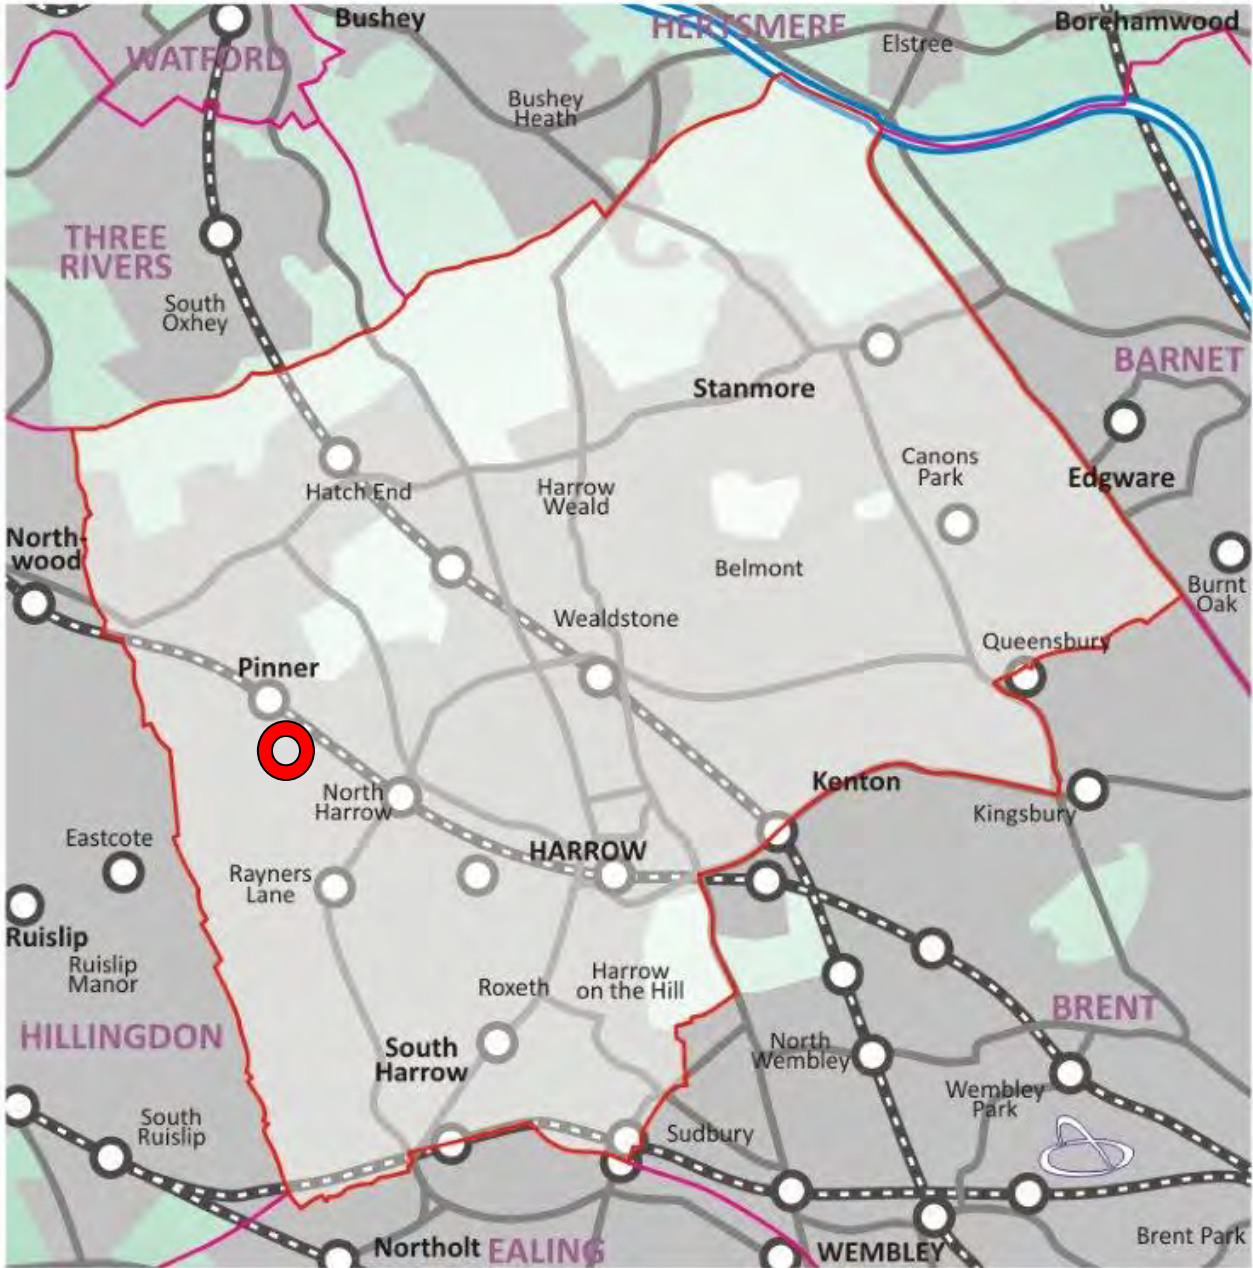 Bushey
HERTSMERE
Borehamwood
WATFORD
Elstree
Bushey
Heath
THREE
RIVERS
South
Oxhey
BARNET
Stanmore
Canons
Park
Edgware
Hatch End
Harrow
Weald
North-
wood
Belmont
Burnt
Oak
Wealdstone
Queensbury
Pinner
Kenton
North
Harrow
Kingsbury
Eastcote
HARROW
Rayners
Lane
Ruislip
Ruislip
Manor
Roxeth
Harrow
on the Hill
BRENT
HILLINGDON
South
Harrow
North
Wembley
Wembley
Park
South
Ruislip
Sudbury
Brent Park
Northolt
EALING
WEMBLEY